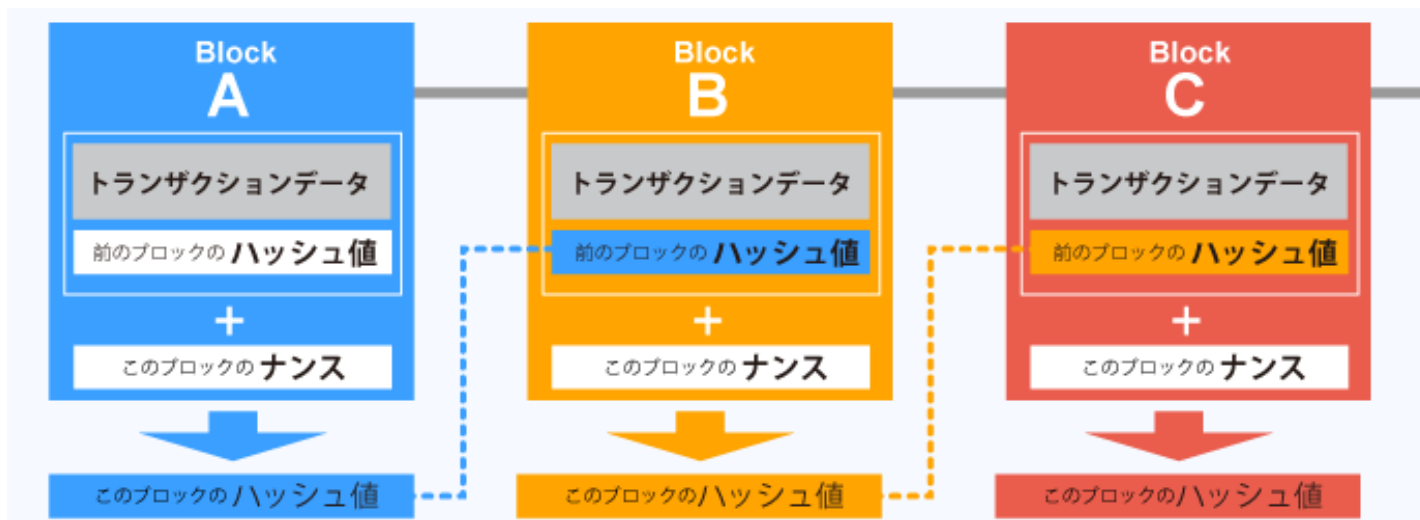 Block
A
トランザクションデータ
前のブロックの ハッシュ値
+
このブロックの ナンス
このブロックのハッシュ値
Block
B
トランザクションデータ
前のブロックの ハッシュ値
+
このブロックの ナンス
このブロックのハッシュ値
Block
C
トランザクションデータ
前のブロックの ハッシュ値
+
このブロックの ナンス
このブロックのハッシュ値